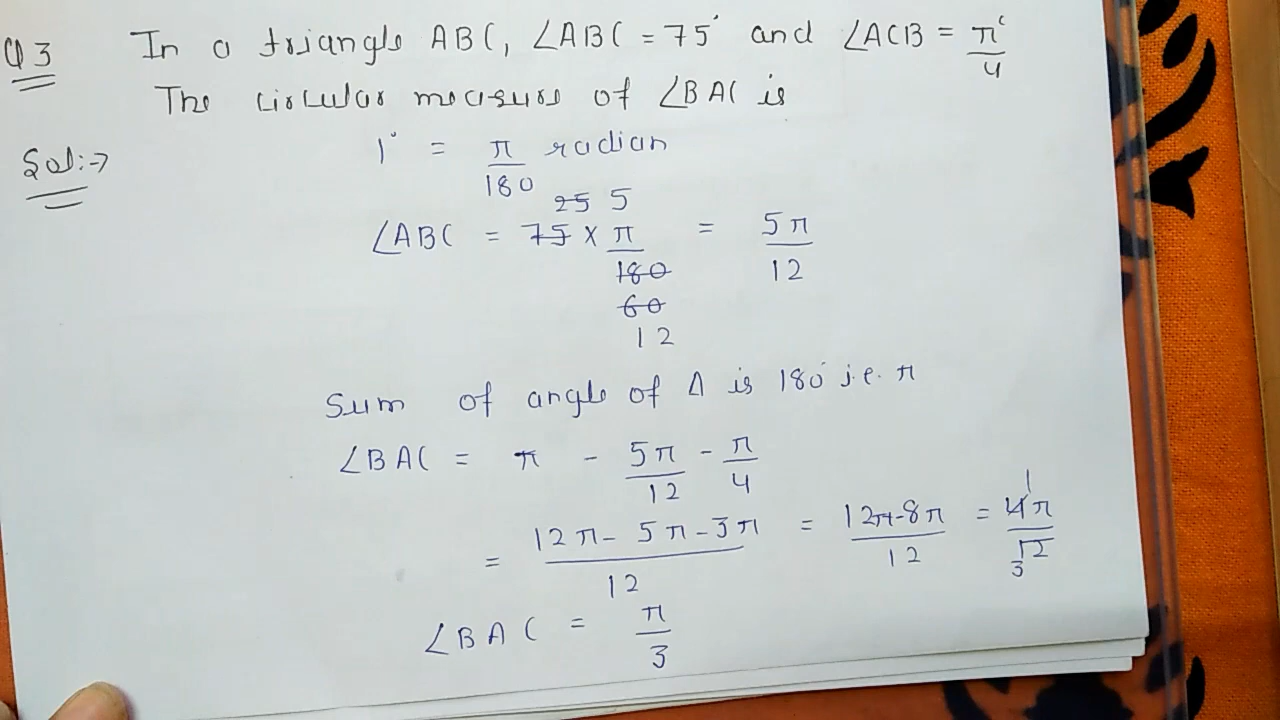 Q3 In a triangle ABC, ∠ABC = 75° and ∠ACB = π^c/4
The circular measure of ∠BAC is
Sol:→ 1° = π/180 radian
25 5
∠ABC = 75 × π/180 = 5π/12
60
12
Sum of angle of Δ is 180° i.e. π
∠BAC = π - 5π/12 - π/4
= 12π - 5π - 3π/12 = 12π-8π/12 = 4π/12
1
3
∠BAC = π/3